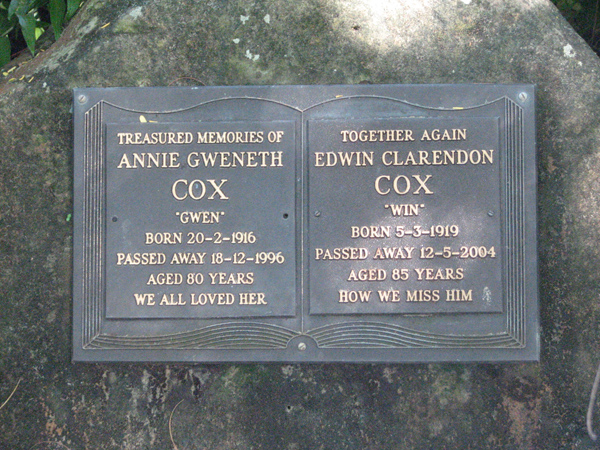 TREASURED MEMORIES OF
ANNIE GWENETH
COX
"GWEN"
BORN 20-2-1916
PASSED AWAY 18-12-1996
AGED 80 YEARS
WE ALL LOVED HER
TOGETHER AGAIN
EDWIN CLARENDON
COX
"WIN"
BORN 5-3-1919
PASSED AWAY 12-5-2004
AGED 85 YEARS
HOW WE MISS HIM